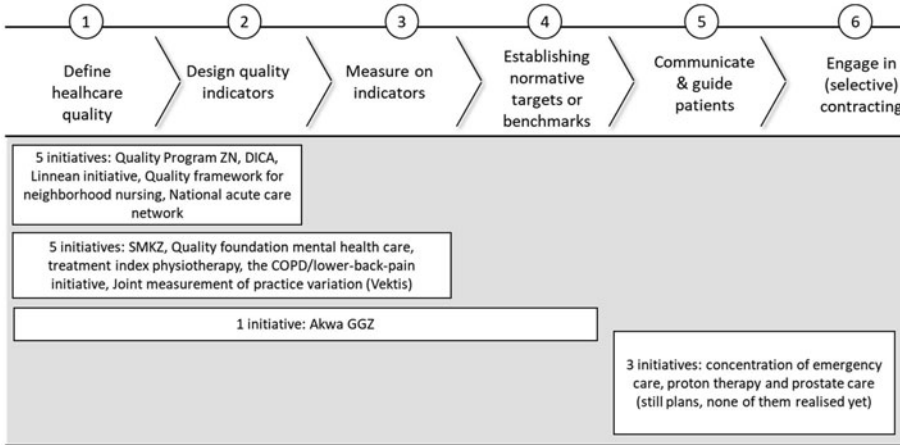 1
2
3
4
5
6
Define
healhcare
quality
Design quality
indicators
Measure on
indicators
Establishing
normative
targets or
benchmarks
Communicate
& guide
patients
Engage in
(selective)
contracting
5 initiatives: Quality Program ZN, DICA,
Linnean initiative, Quality framework for
neighborhood nursing, National acute care
network
5 initiatives: SMKZ, Quality foundation mental health care,
treatment index physiotherapy, the COPD/lower-back-pain
initiative, Joint measurement of practice variation (Vektis)
1 initiative: Akwa GGZ
3 initiatives: concentration of emergency
care, proton therapy and prostate care
(still plans, none of them realised yet)